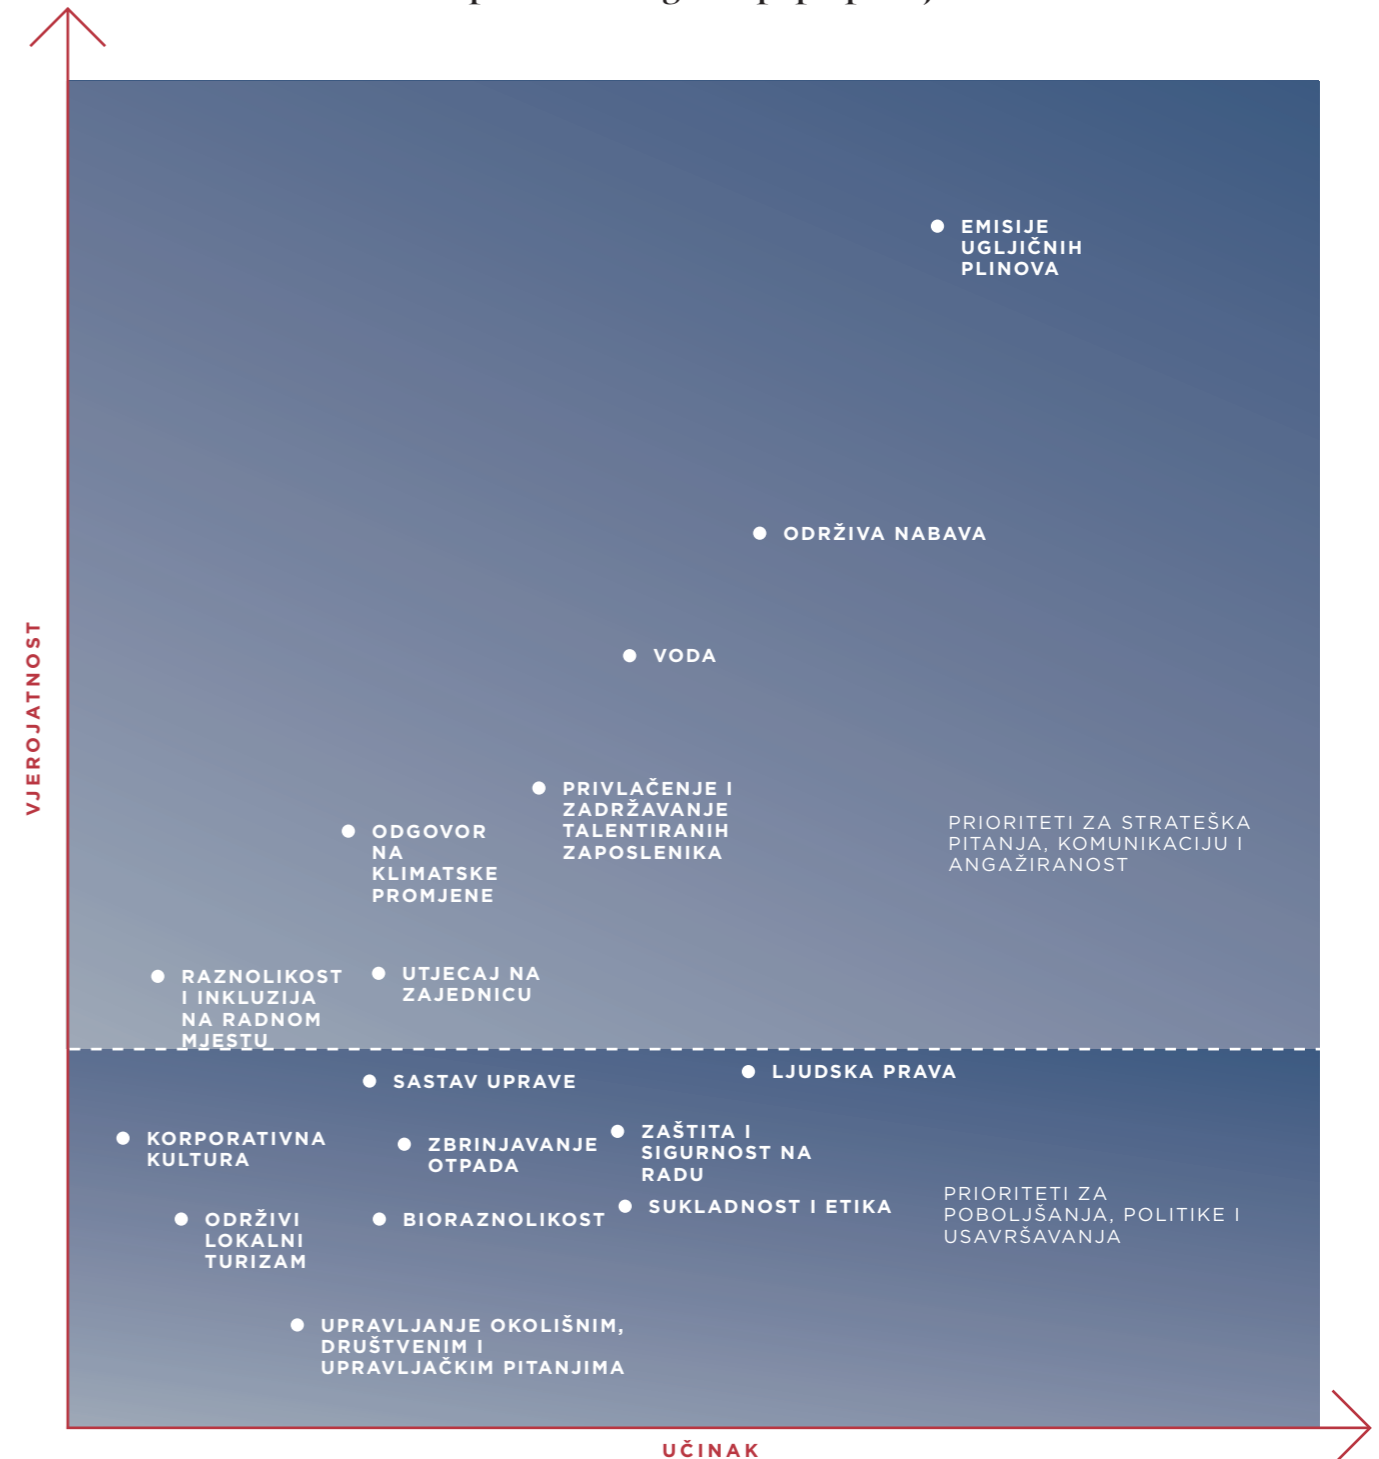 EMISIJE
UGLJIČNIH
PLINOVA
ODRŽIVA NABAVA
VODA
VJEROJATNOST
PRIVLAČENJE I
ZADRŽAVANJE
TALENTIRANIH
ZAPOSLENIKA
ODGOVOR
NA
KLIMATSKE
PROMJENE
PRIORITETI ZA STRATEŠKA
PITANJA, KOMUNIKACIJU I
ANGAŽIRANOST
RAZNOLIKOST
I INKLUZIJA
NA RADNOM
MJESTU
UTJECAJ NA
ZAJEDNICU
LJUDSKA PRAVA
SASTAV UPRAVE
KORPORATIVNA
KULTURA
ZBRINJAVANJE
OTPADA
ZAŠTITA I
SIGURNOST NA
RADU
SUKLADNOST I ETIKA
PRIORITETI ZA
POBOLJŠANJA, POLITIKE I
USAVRŠAVANJA
ODRŽIVI
LOKALNI
TURIZAM
BIORAZNOLIKOST
UPRAVLJANJE OKOLIŠNIM,
DRUŠTVENIM I
UPRAVLJAČKIM PITANJIMA
UČINAK